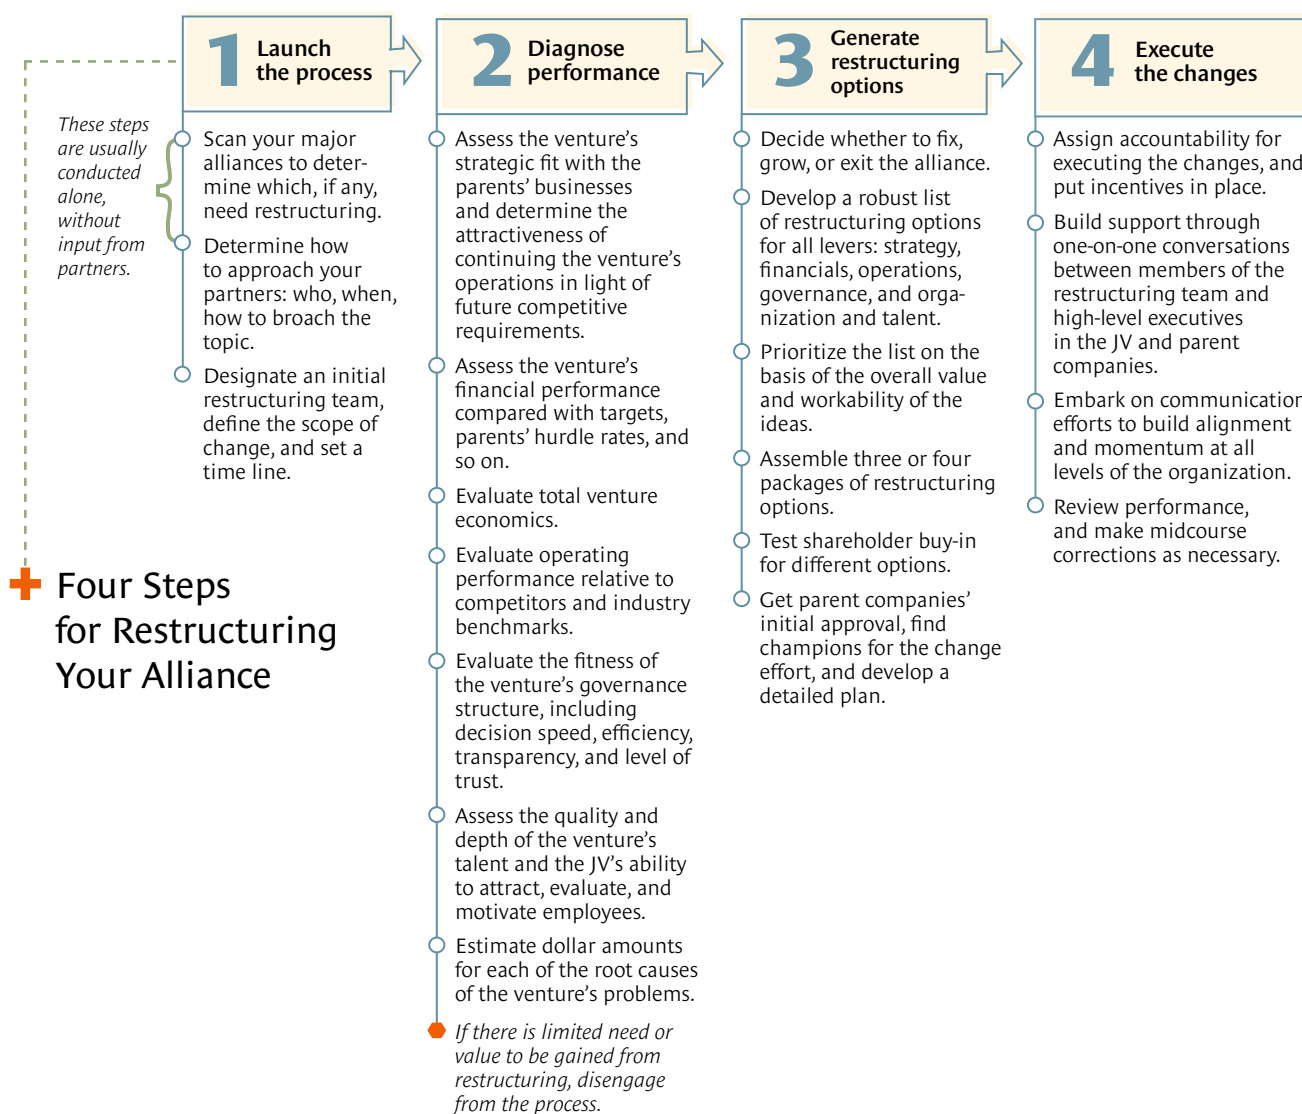 1
Launch
the process
These steps
are usually
conducted
alone,
without
input from
partners.
Scan your major
alliances to deter-
mine which, if any,
need restructuring.
Determine how
to approach your
partners: who, when,
how to broach the
topic.
Designate an initial
restructuring team,
define the scope of
change, and set a
time line.
2
Diagnose
performance
Assess the venture’s
strategic fit with the
parents’ businesses
and determine the
attractiveness of
continuing the venture’s
operations in light of
future competitive
requirements.
Assess the venture’s
financial performance
compared with targets,
parents’ hurdle rates, and
so on.
Evaluate total venture
economics.
Evaluate operating
performance relative to
competitors and industry
benchmarks.
Evaluate the fitness of
the venture’s governance
structure, including
decision speed, efficiency,
transparency, and level of
trust.
Assess the quality and
depth of the venture’s
talent and the JV’s ability
to attract, evaluate, and
motivate employees.
Estimate dollar amounts
for each of the root causes
of the venture’s problems.
If there is limited need or
value to be gained from
restructuring, disengage
from the process.
3
Generate
restructuring
options
Decide whether to fix,
grow, or exit the alliance.
Develop a robust list
of restructuring options
for all levers: strategy,
financials, operations,
governance, and orga-
nization and talent.
Prioritize the list on the
basis of the overall value
and workability of the
ideas.
Assemble three or four
packages of restructuring
options.
Test shareholder buy-in
for different options.
Get parent companies’
initial approval, find
champions for the change
effort, and develop a
detailed plan.
4
Execute
the changes
Assign accountability for
executing the changes, and
put incentives in place.
Build support through
one-on-one conversations
between members of the
restructuring team and
high-level executives
in the JV and parent
companies.
Embark on communication
efforts to build alignment
and momentum at all
levels of the organization.
Review performance,
and make midcourse
corrections as necessary.
Four Steps
for Restructuring
Your Alliance